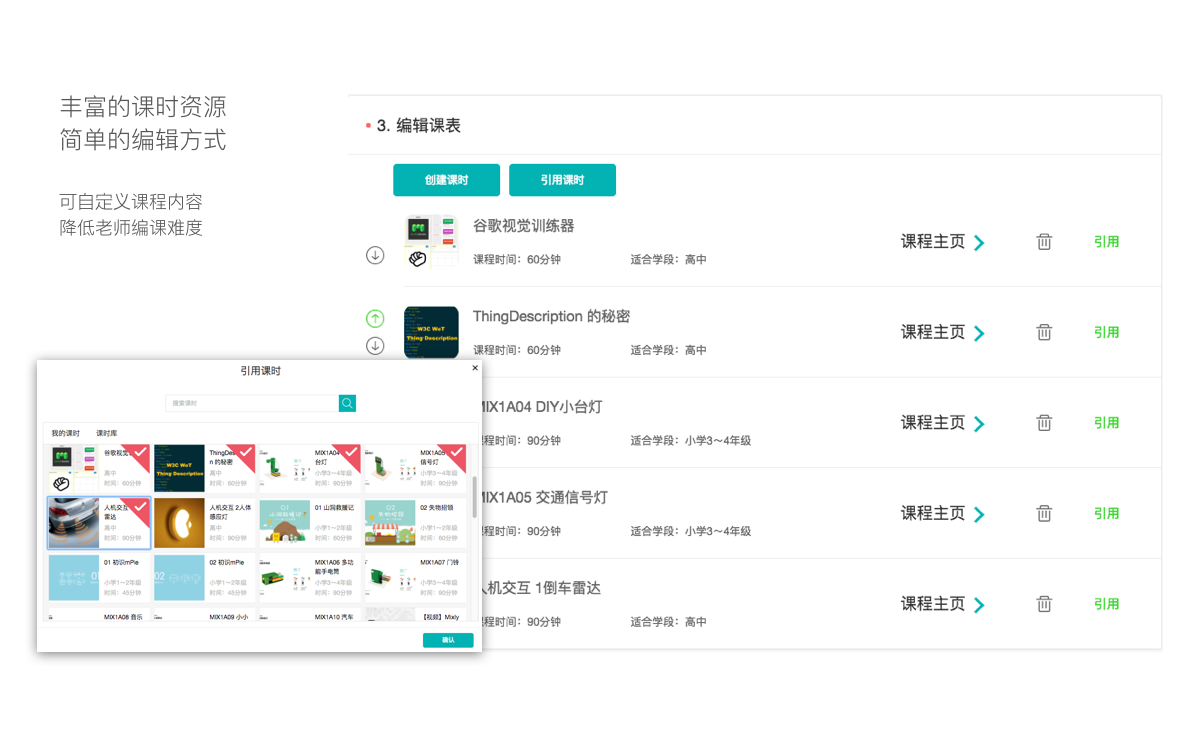 丰富的课时资源
简单的编辑方式
可自定义课程内容
降低老师编课难度
3. 编辑课表
创建课时
引用课时
谷歌视觉训练器
课程时间：60分钟
适合学段：高中
课程主页
引用
W3C WoT
Thing Description
ThingDescription 的秘密
课程时间：60分钟
适合学段：高中
课程主页
引用
MIX1A04 DIY小台灯
课程时间：90分钟
适合学段：小学3～4年级
课程主页
引用
MIX1A05 交通信号灯
课程时间：90分钟
适合学段：小学3～4年级
课程主页
引用
人机交互 1倒车雷达
程时间：90分钟
适合学段：高中
课程主页
引用
引用课时
×
搜索课时
我的课时
课时库
谷歌视觉
高中
时间：60分钟
W3C WoT
Thing Description
ThingDes
n 的秘密
高中
时间：60分钟
MIX1A04
台灯
小学3～4年级
时间：90分钟
MIX1A05
信号灯
小学3～4年级
时间：90分钟
人机交互
雷达
高中
时间：90分钟
人机交互 2人体
感应灯
高中
时间：90分钟
01
山洞救援记
01 山洞救援记
小学1～2年级
时间：60分钟
02
失物招领
02 失物招领
小学1～2年级
时间：60分钟
01 初识mPie
小学1～2年级
时间：45分钟
02
02 初识mPie
小学1～2年级
时间：45分钟
MIX1A06 多功
能手电筒
小学3～4年级
时间：90分钟
MIX1A07 门铃
小学3～4年级
时间：90分钟
MIX1A08 音乐
MIX1A09 小小
MIX1A10 汽车
【视频】Mixly
确认